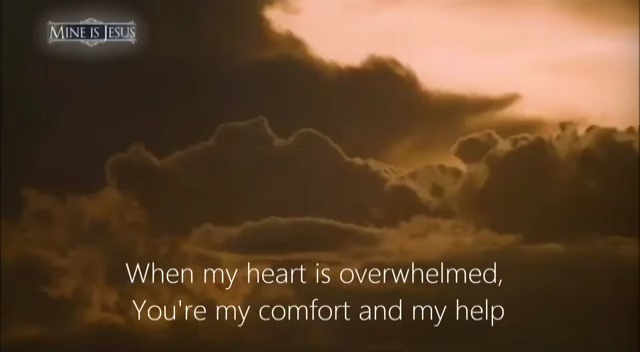 MINE IS JESUS
When my heart is overwhelmed,
You're my comfort and my help